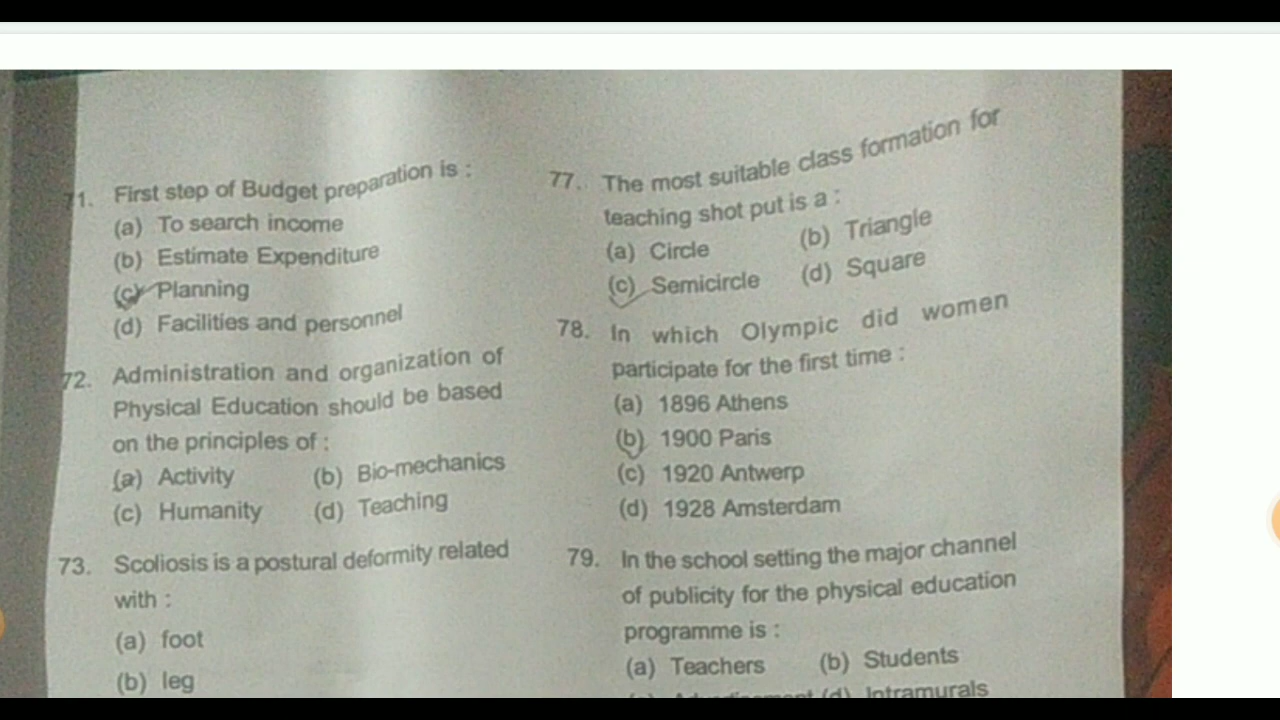 71. First step of Budget preparation is :
(a) To search income
(b) Estimate Expenditure
(c) Planning
(d) Facilities and personnel
72. Administration and organization of
Physical Education should be based
on the principles of :
(a) Activity (b) Bio-mechanics
(c) Humanity (d) Teaching
73. Scoliosis is a postural deformity related
with :
(a) foot
(b) leg
77. The most suitable class formation for
teaching shot put is a :
(a) Circle (b) Triangle
(c) Semicircle (d) Square
78. In which Olympic did women
participate for the first time :
(a) 1896 Athens
(b) 1900 Paris
(c) 1920 Antwerp
(d) 1928 Amsterdam
79. In the school setting the major channel
of publicity for the physical education
programme is :
(a) Teachers (b) Students
(d) Intramurals